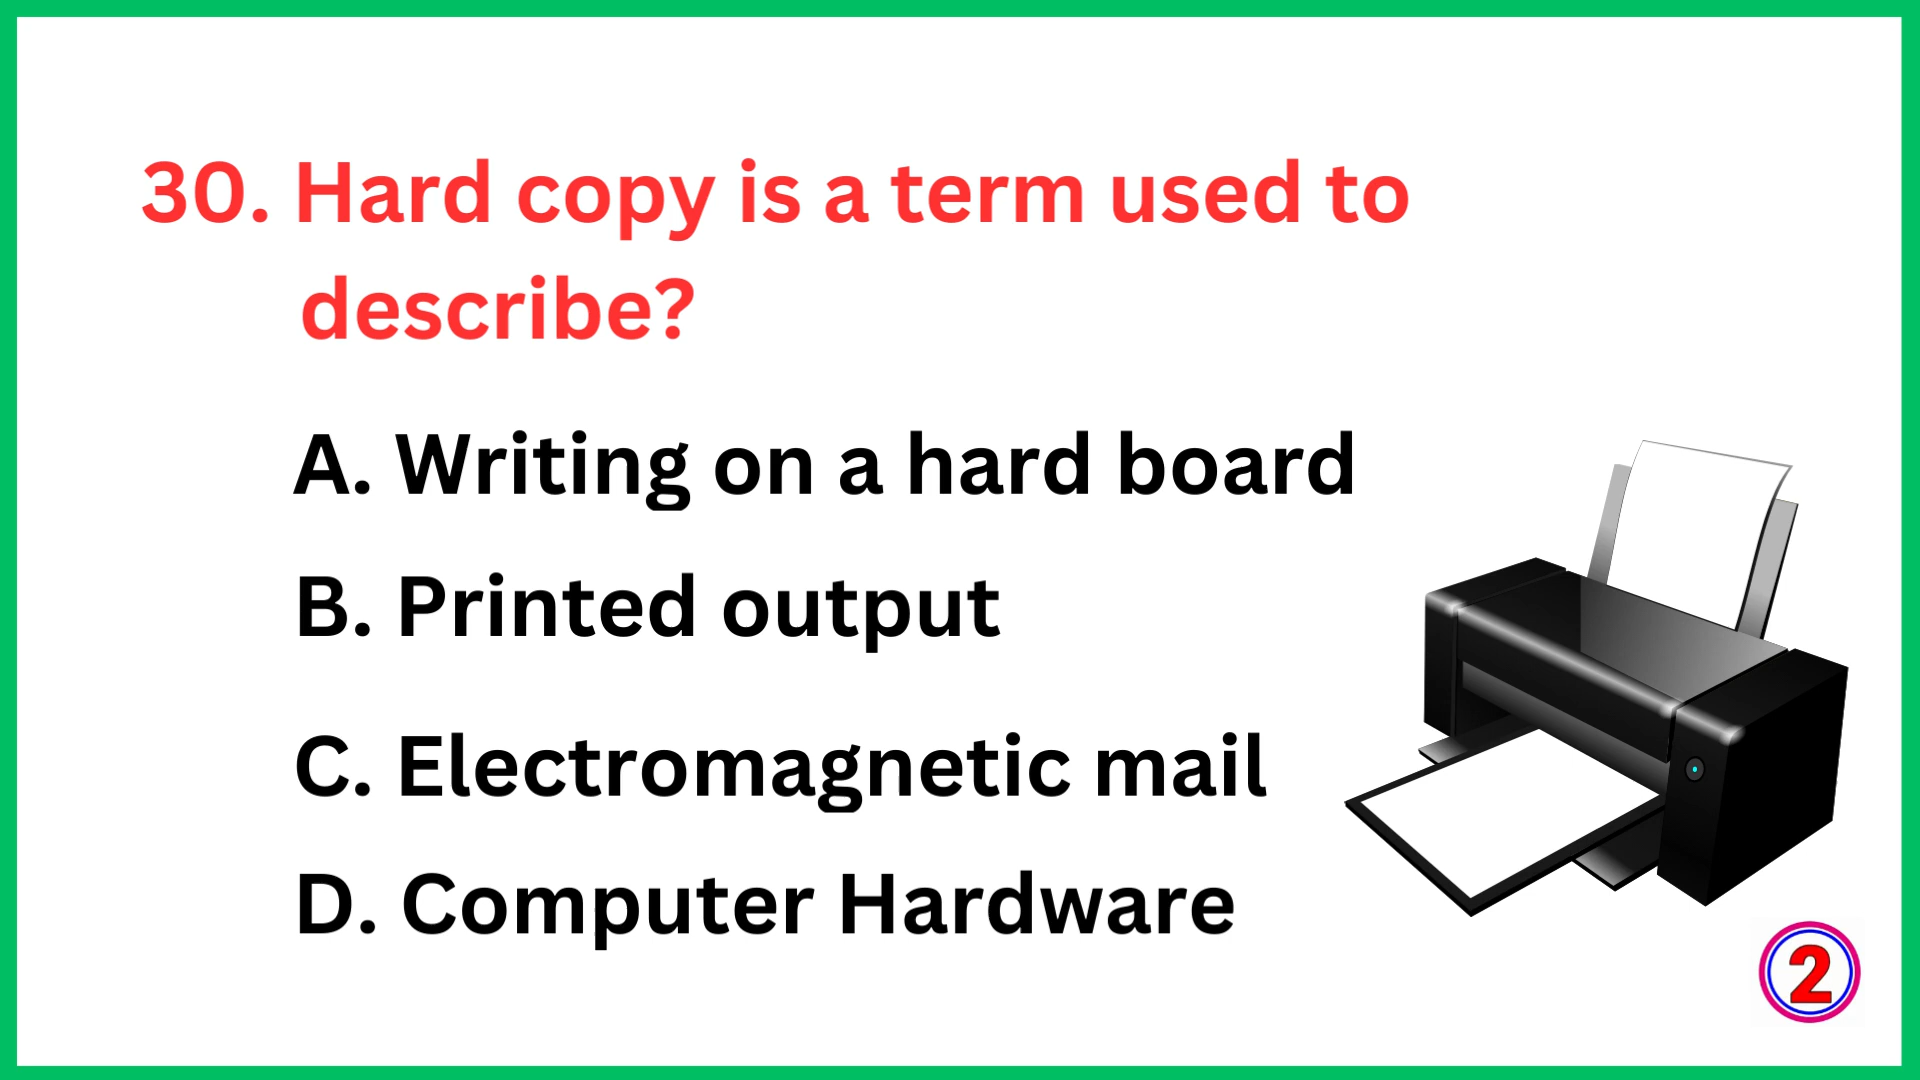 30. Hard copy is a term used to
describe?
A. Writing on a hard board
B. Printed output
C. Electromagnetic mail
D. Computer Hardware
2